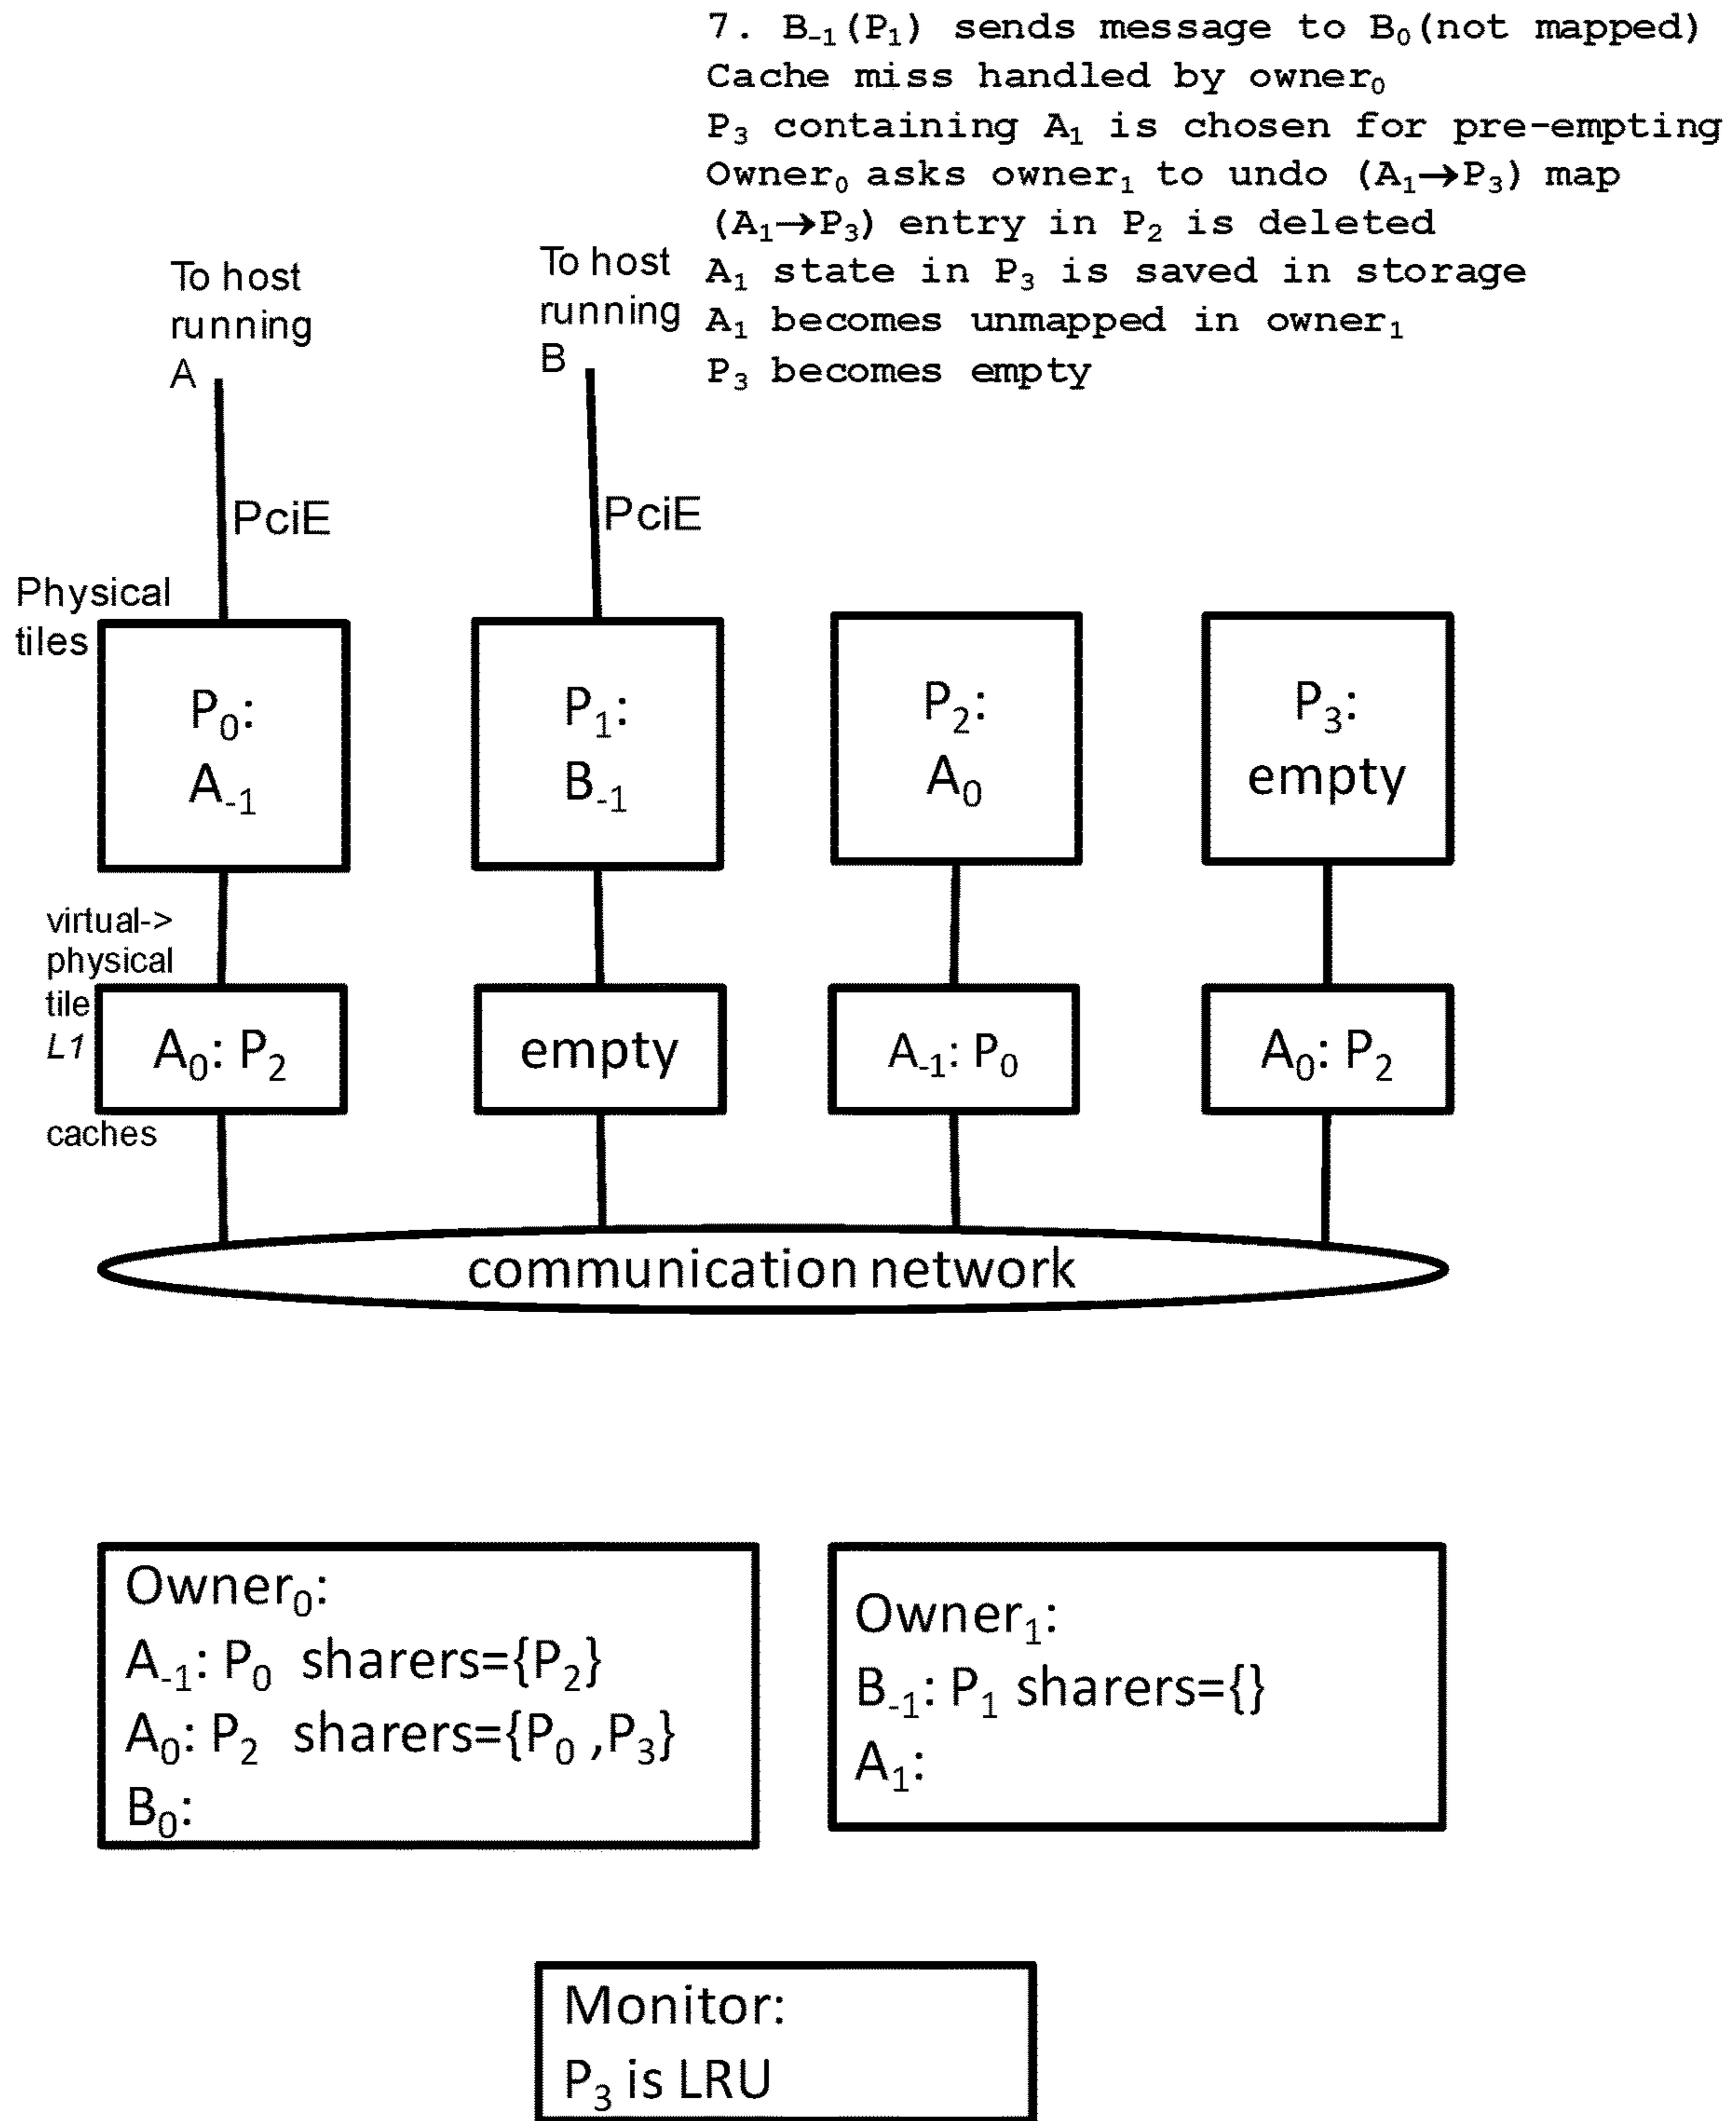 7. B₋₁(P₁) sends message to B₀(not mapped)
Cache miss handled by owner₀
P₃ containing A₁ is chosen for pre-empting
Owner₀ asks owner₁ to undo (A₁→P₃) map
(A₁→P₃) entry in P₂ is deleted
A₁ state in P₃ is saved in storage
A₁ becomes unmapped in owner₁
P₃ becomes empty
To host
running
A
To host
running
B
PciE
PciE
Physical
tiles
P₀:
A₋₁
P₁:
B₋₁
P₂:
A₀
P₃:
empty
virtual->
physical
tile
L1
caches
A₀: P₂
empty
A₋₁: P₀
A₀: P₂
communication network
Owner₀:
A₋₁: P₀ sharers={P₂}
A₀: P₂ sharers={P₀ ,P₃}
B₀:
Owner₁:
B₋₁: P₁ sharers={}
A₁:
Monitor:
P₃ is LRU